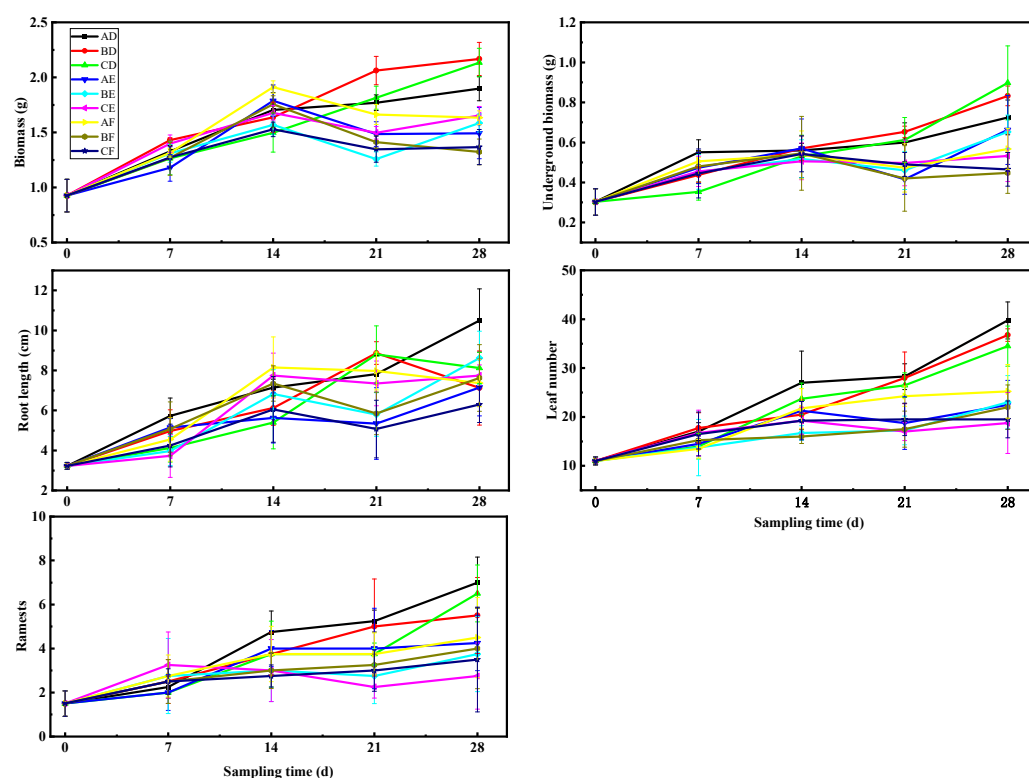 2.5
2.0
1.5
1.0
0.5
Biomass (g)
AD
BD
CD
AE
BE
CE
AF
BF
CF
0 7 14 21 28
1.2
1.0
0.8
0.6
0.4
0.2
0.0
Underground biomass (g)
0 7 14 21 28
12
10
8
6
4
2
Root length (cm)
0 7 14 21 28
50
40
30
20
10
Leaf number
0 7 14 21 28
Sampling time (d)
10
8
6
4
2
0
Ramests
0 7 14 21 28
Sampling time (d)